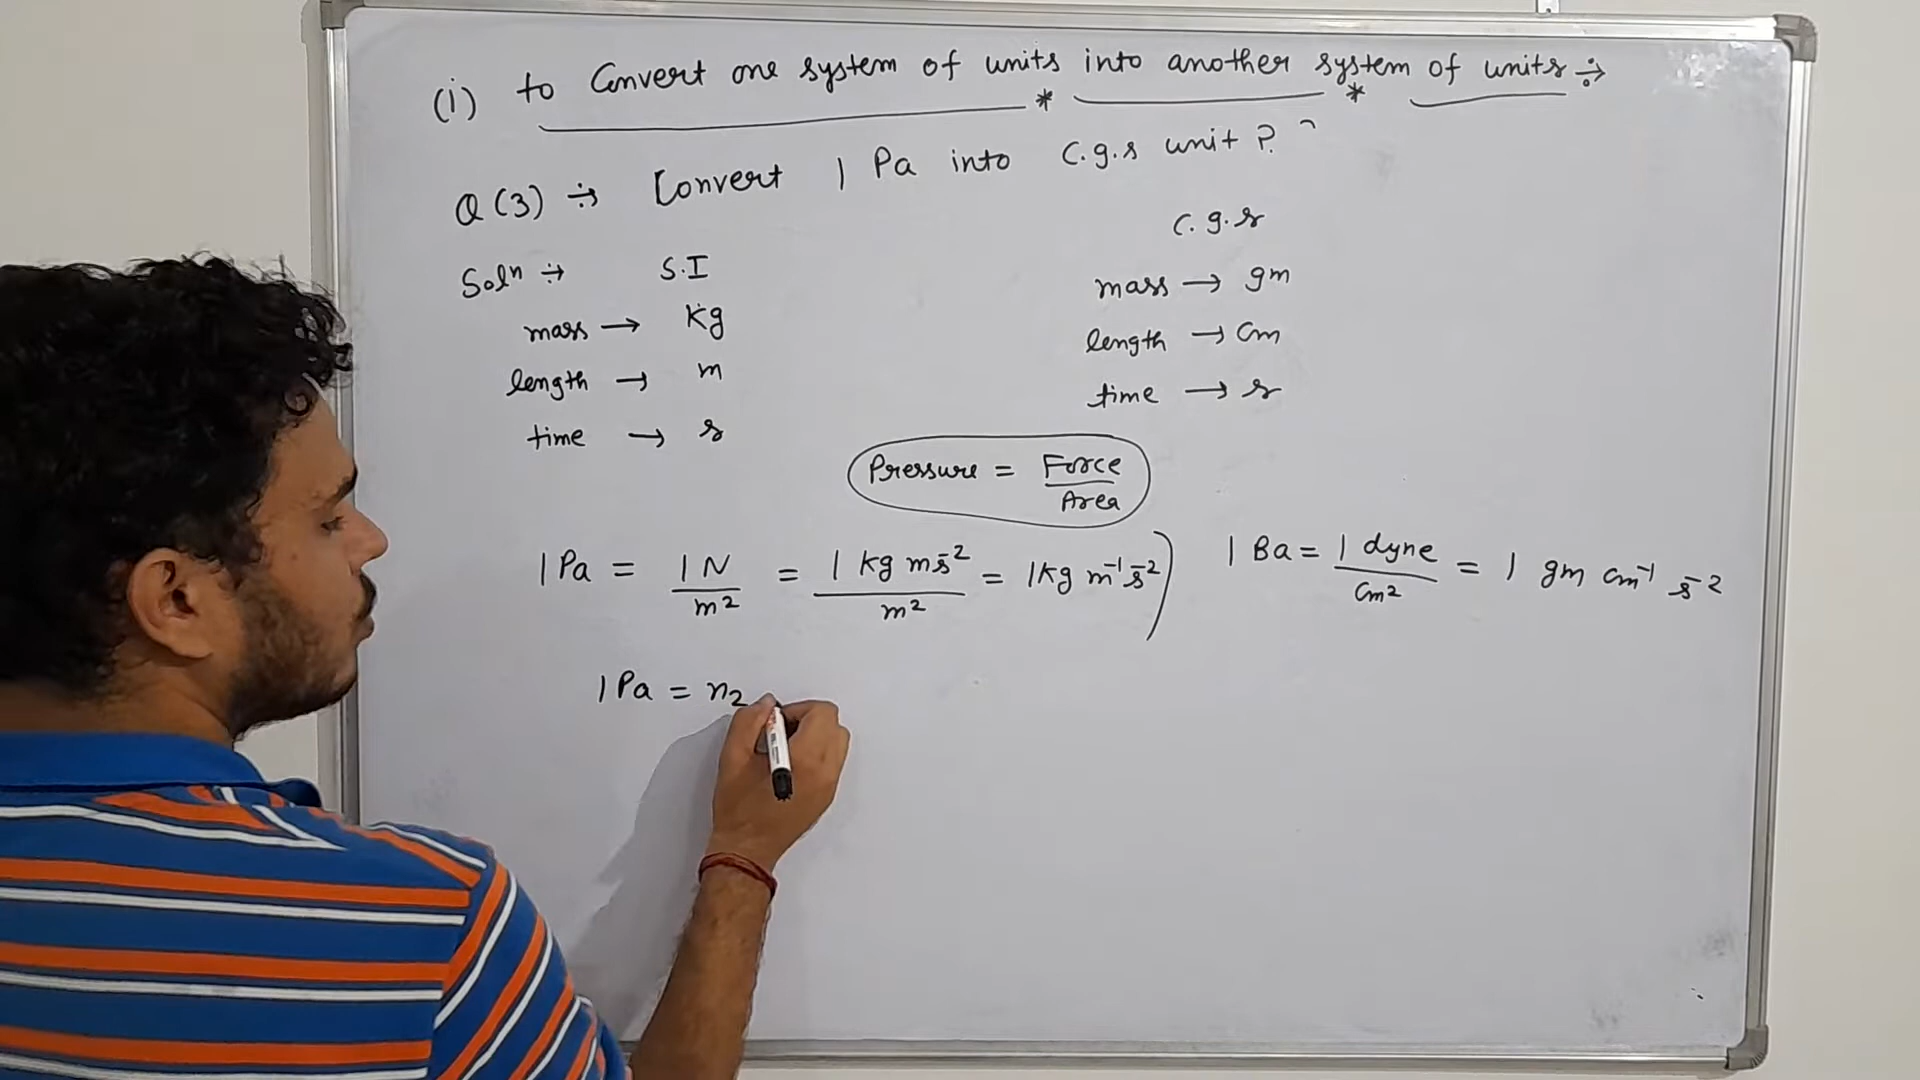 (i) to Convert one system of units into another system of units ÷
Q(3) ÷ Convert 1 Pa into C.g.s unit ?
C.g.s
Solⁿ ÷ S.I
mass → gm
mass → Kg
length → Cm
length → m
time → s
time → s
Pressure = Force / Area
1 Pa = 1 N / m² = 1 kg m s⁻² / m² = 1 kg m⁻¹ s⁻²
1 Ba = 1 dyne / Cm² = 1 gm cm⁻¹ s⁻²
1 Pa = n₂